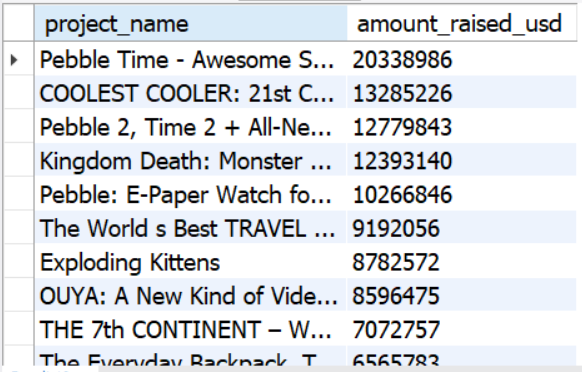 project_name amount_raised_usd
Pebble Time - Awesome S... 20338986
COOLEST COOLER: 21st C... 13285226
Pebble 2, Time 2 + All-Ne... 12779843
Kingdom Death: Monster ... 12393140
Pebble: E-Paper Watch fo... 10266846
The World s Best TRAVEL ... 9192056
Exploding Kittens 8782572
OUYA: A New Kind of Vide... 8596475
THE 7th CONTINENT – W... 7072757
The Everyday Backpack, T... 6565783